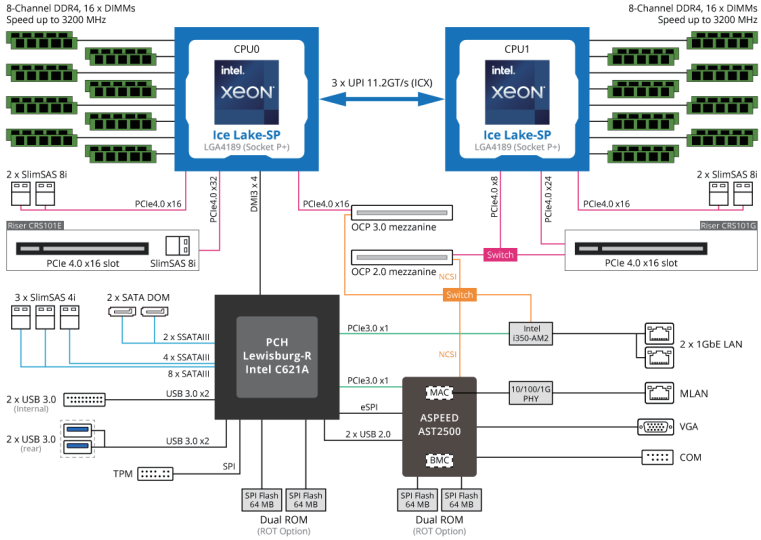 8-Channel DDR4, 16 x DIMMs
Speed up to 3200 MHz
8-Channel DDR4, 16 x DIMMs
Speed up to 3200 MHz
CPU0
intel.
xeon
Ice Lake-SP
LGA4189 (Socket P+)
3 x UPI 11.2GT/s (ICX)
CPU1
intel.
xeon
Ice Lake-SP
LGA4189 (Socket P+)
2 x SlimSAS 8i
PCIe4.0 x16
PCIe4.0 x32
DMI3 x 4
PCIe4.0 x16
PCIe4.0 x8
PCIe4.0 x24
PCIe4.0 x16
2 x SlimSAS 8i
Riser CRS101E
PCIe 4.0 x16 slot
SlimSAS 8i
OCP 3.0 mezzanine
OCP 2.0 mezzanine
Switch
Riser CRS101G
PCIe 4.0 x16 slot
NCSI
Switch
3 x SlimSAS 4i
2 x SATA DOM
2 x SSATAIII
4 x SSATAIII
8 x SATAIII
PCH
Lewisburg-R
Intel C621A
PCIe3.0 x1
Intel
i350-AM2
2 x 1GbE LAN
NCSI
PCIe3.0 x1
2 x USB 3.0
(Internal)
USB 3.0 x2
eSPI
MAC
10/100/1G
PHY
MLAN
ASPEED
AST2500
VGA
2 x USB 3.0
(rear)
USB 3.0 x2
2 x USB 2.0
BMC
COM
TPM
SPI
SPI Flash
64 MB
SPI Flash
64 MB
Dual ROM
(ROT Option)
SPI Flash
64 MB
SPI Flash
64 MB
Dual ROM
(ROT Option)